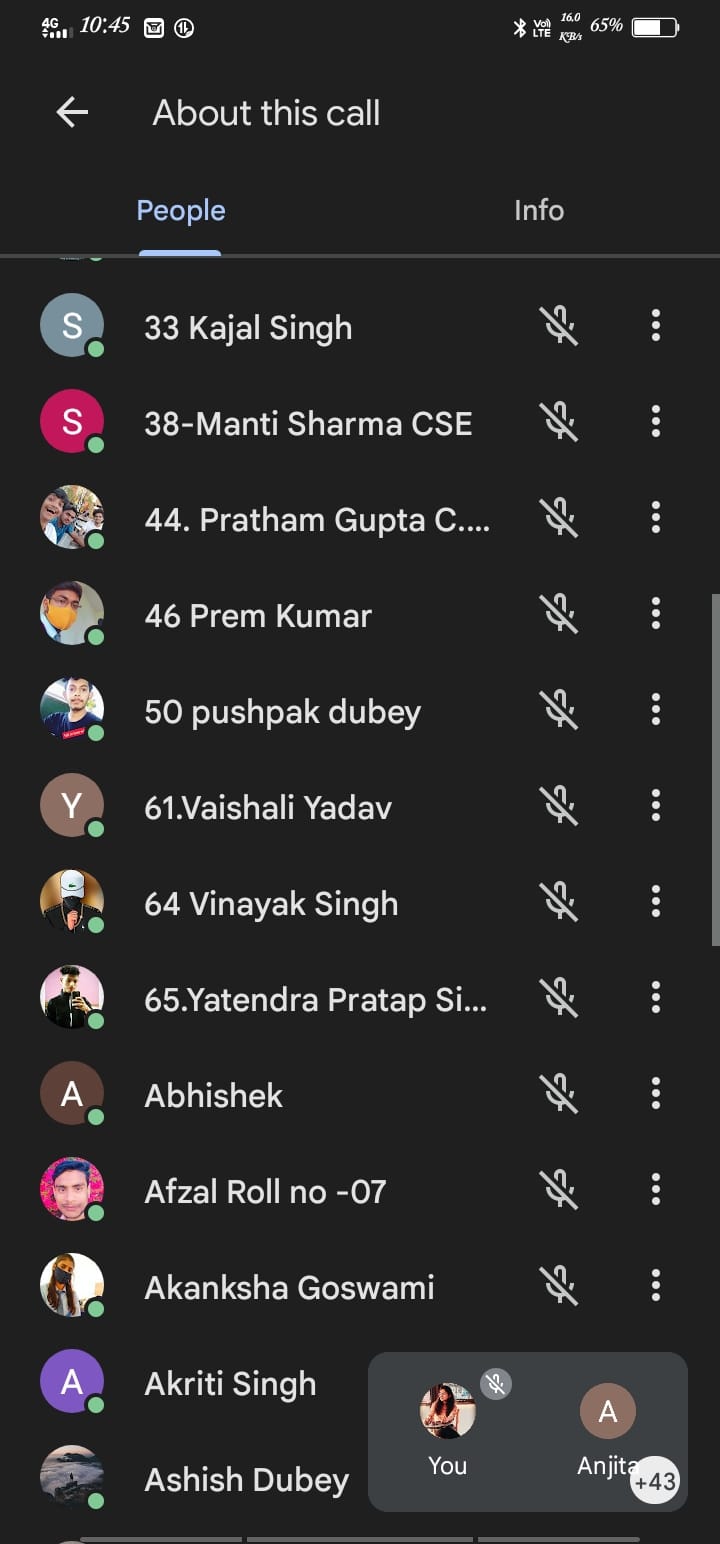 4G 10:45 Vo)) LTE 16.0 KB/s 65%
About this call
People Info
S 33 Kajal Singh
S 38-Manti Sharma CSE
44. Pratham Gupta C....
46 Prem Kumar
50 pushpak dubey
Y 61.Vaishali Yadav
64 Vinayak Singh
65.Yatendra Pratap Si...
A Abhishek
Afzal Roll no -07
Akanksha Goswami
A Akriti Singh
A
You Anjita
+43
Ashish Dubey